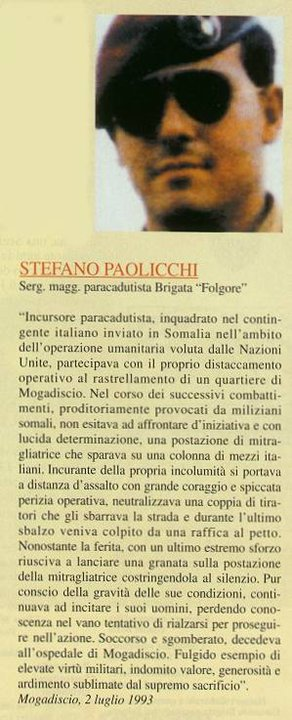 STEFANO PAOLICCHI
Serg. magg. paracadutista Brigata “Folgore”
“Incursore paracadutista, inquadrato nel contin-
gente italiano inviato in Somalia nell’ambito
dell’operazione umanitaria voluta dalle Nazioni
Unite, partecipava con il proprio distaccamento
operativo al rastrellamento di un quartiere di
Mogadiscio. Nel corso dei successivi combatti-
menti, proditoriamente provocati da miliziani
somali, non esitava ad affrontare d’iniziativa e con
lucida determinazione, una postazione di mitra-
gliatrice che sparava su una colonna di mezzi ita-
liani. Incurante della propria incolumità si portava
a distanza d’assalto con grande coraggio e spiccata
perizia operativa, neutralizzava una coppia di tira-
tori che gli sbarrava la strada e durante l’ultimo
sbalzo veniva colpito da una raffica al petto.
Nonostante la ferita, con un ultimo estremo sforzo
riusciva a lanciare una granata sulla postazione
della mitragliatrice costringendola al silenzio. Pur
conscio della gravità delle sue condizioni, conti-
nuava ad incitare i suoi uomini, perdendo cono-
scenza nel vano tentativo di rialzarsi per prosegui-
re nell’azione. Soccorso e sgomberato, decedeva
all’ospedale di Mogadiscio. Fulgido esempio di
elevate virtù militari, indomito valore, generosità e
ardimento sublimate dal supremo sacrificio”.
Mogadiscio, 2 luglio 1993